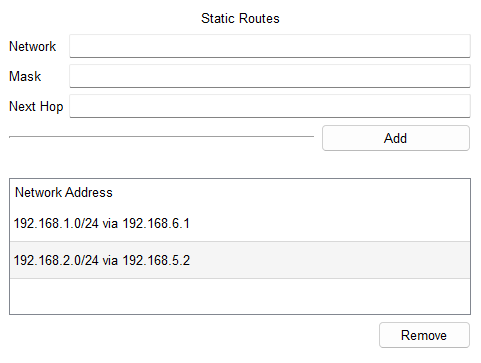 Static Routes
Network
Mask
Next Hop
Add
Network Address
192.168.1.0/24 via 192.168.6.1
192.168.2.0/24 via 192.168.5.2
Remove